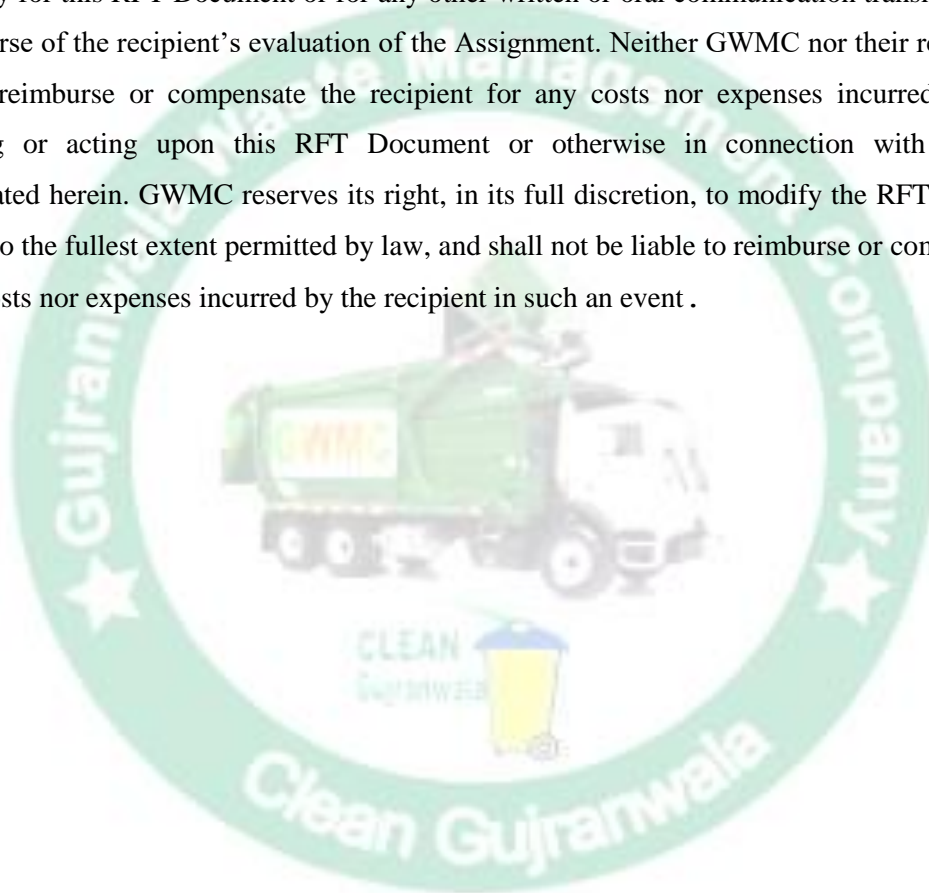 y for this RFT Document or for any other written or oral communication trans
rse of the recipient's evaluation of the Assignment. Neither GWMC nor their r
reimburse or compensate the recipient for any costs nor expenses incurred
g or acting upon this RFT Document or otherwise in connection with
ated herein. GWMC reserves its right, in its full discretion, to modify the RFT
o the fullest extent permitted by law, and shall not be liable to reimburse or con
sts nor expenses incurred by the recipient in such an event.
Gujranwala Waste Management Company
GWMC
CLEAN
Gujranwala
Clean Gujranwala